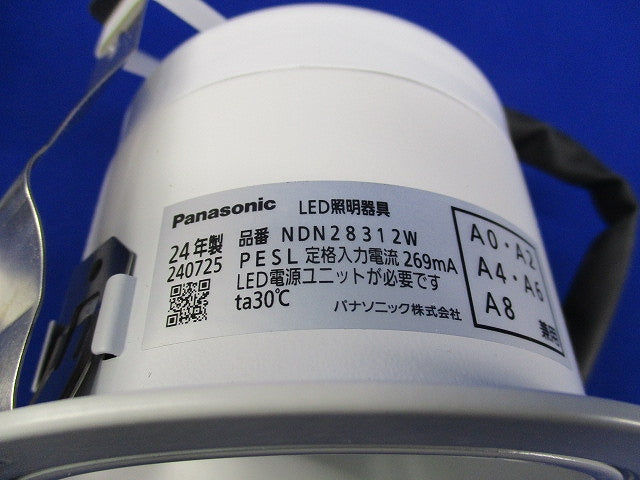 Panasonic LED照明器具
24年製 品番 NDN28312W
240725 PESL 定格入力電流 269mA
LED電源ユニットが必要です
ta30℃
パナソニック株式会社
A0・A2
A4・A6
A8
兼用